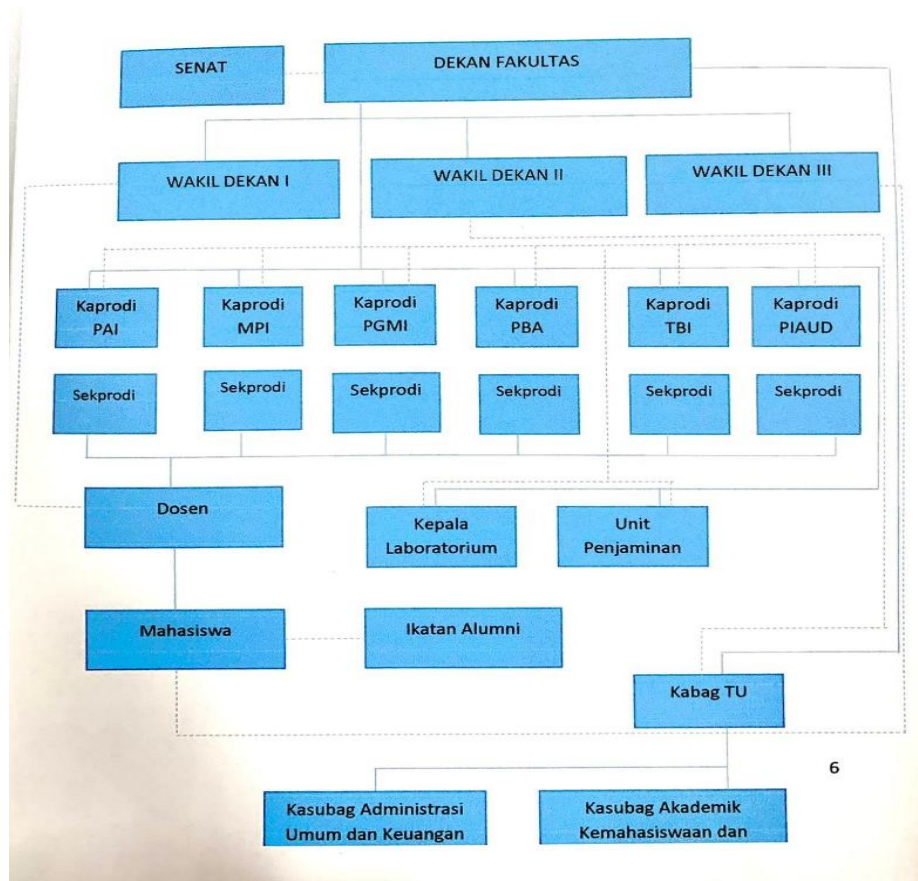 SENAT
DEKAN FAKULTAS
WAKIL DEKAN I
WAKIL DEKAN II
WAKIL DEKAN III
Kaprodi
PAI
Kaprodi
MPI
Kaprodi
PGMI
Kaprodi
PBA
Kaprodi
TBI
Kaprodi
PIAUD
Sekprodi
Sekprodi
Sekprodi
Sekprodi
Sekprodi
Sekprodi
Dosen
Kepala
Laboratorium
Unit
Penjaminan
Mahasiswa
Ikatan Alumni
Kabag TU
6
Kasubag Administrasi
Umum dan Keuangan
Kasubag Akademik
Kemahasiswaan dan